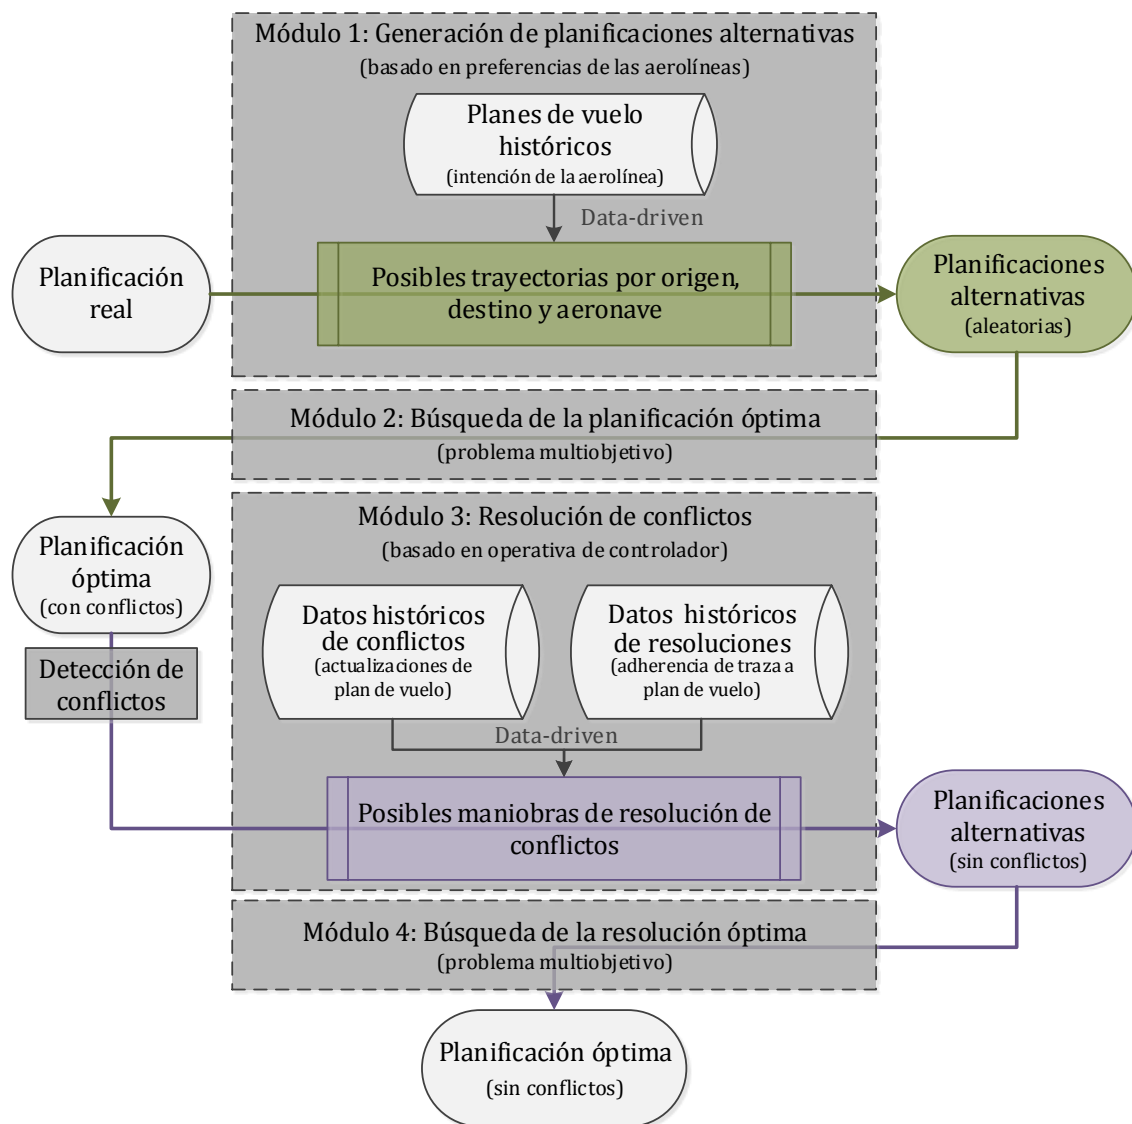 Módulo 1: Generación de planificaciones alternativas
(basado en preferencias de las aerolíneas)
Planes de vuelo
históricos
(intención de la aerolínea)
Data-driven
Planificación
real
Posibles trayectorias por origen,
destino y aeronave
Planificaciones
alternativas
(aleatorias)
Módulo 2: Búsqueda de la planificación óptima
(problema multiobjetivo)
Planificación
óptima
(con conflictos)
Detección de
conflictos
Módulo 3: Resolución de conflictos
(basado en operativa de controlador)
Datos históricos
de conflictos
(actualizaciones de
plan de vuelo)
Datos históricos
de resoluciones
(adherencia de traza a
plan de vuelo)
Data-driven
Posibles maniobras de resolución de
conflictos
Planificaciones
alternativas
(sin conflictos)
Módulo 4: Búsqueda de la resolución óptima
(problema multiobjetivo)
Planificación óptima
(sin conflictos)